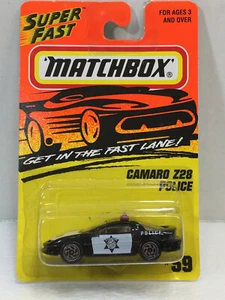 SUPER
FAST
FOR AGES 3
AND OVER
MATCHBOX®
GET IN THE FAST LANE!
CAMARO Z28
POLICE
POLICE
59